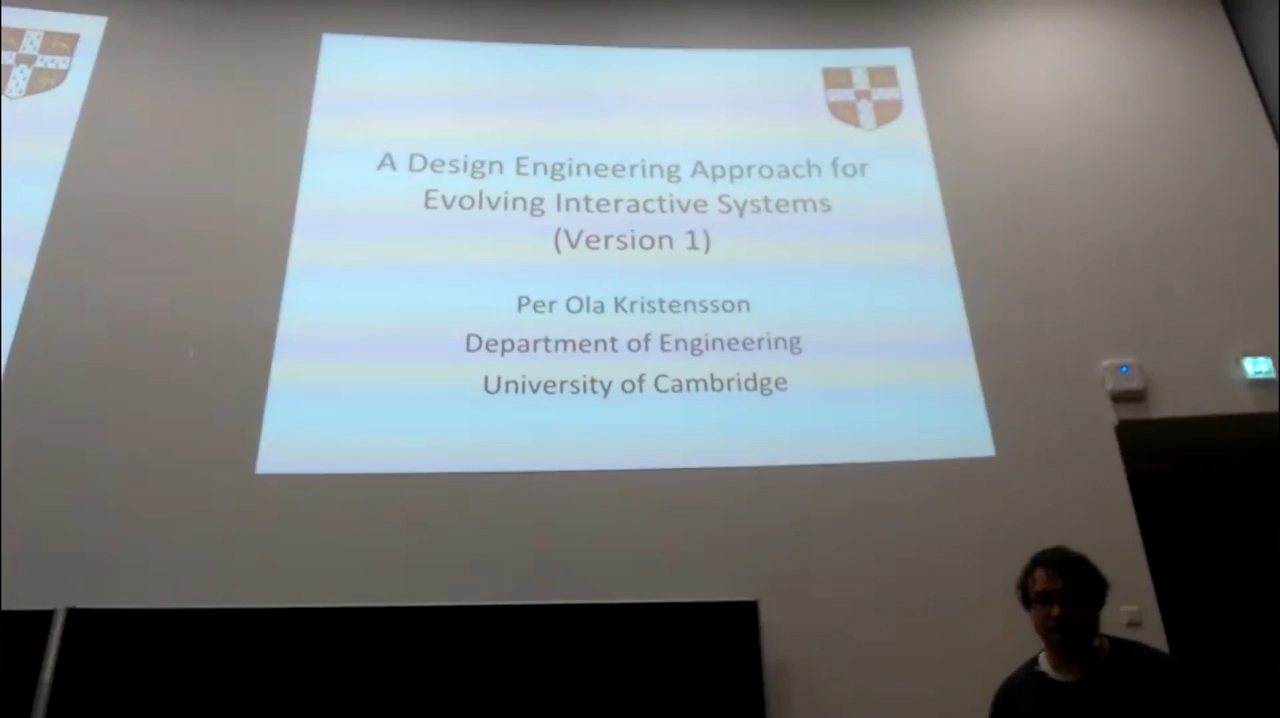 A Design Engineering Approach for
Evolving Interactive Systems
(Version 1)
Per Ola Kristensson
Department of Engineering
University of Cambridge